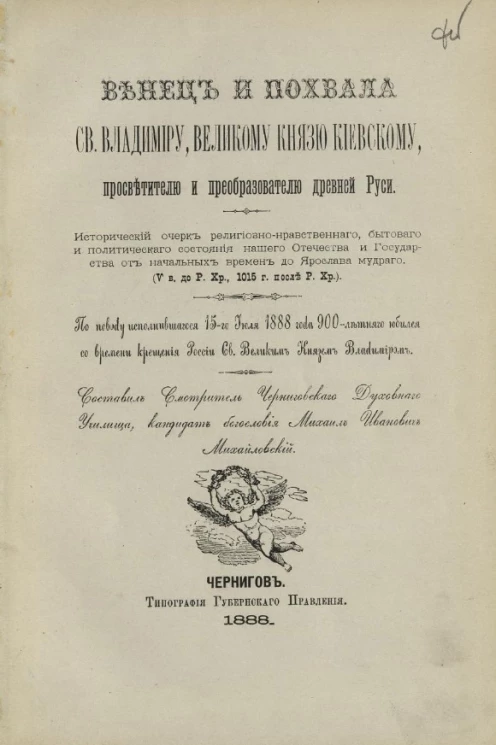 ВѢНЕЦЪ И ПОХВАЛА
СВ. ВЛАДИМІРУ, ВЕЛИКОМУ КНЯЗЮ КІЕВСКОМУ,
просвѣтителю и преобразователю древней Руси.
Историческій очеркъ религіозно-нравственнаго, бытоваго
и политическаго состоянія нашего Отечества и Государ-
ства отъ начальныхъ временъ до Ярослава мудраго.
(V в. до Р. Хр., 1015 г. послѣ Р. Хр.).
По поводу исполнившагося 15-го Іюля 1888 года 900-лѣтняго юбилея
со времени крещенія Россіи Св. Великимъ Княземъ Владиміромъ.
Составилъ Смотритель Черниговскаго Духовнаго
Училища, кандидатъ богословія Михаилъ Ивановичъ
Михайловскій.
ЧЕРНИГОВЪ.
Типографія Губернскаго Правленія.
1888.